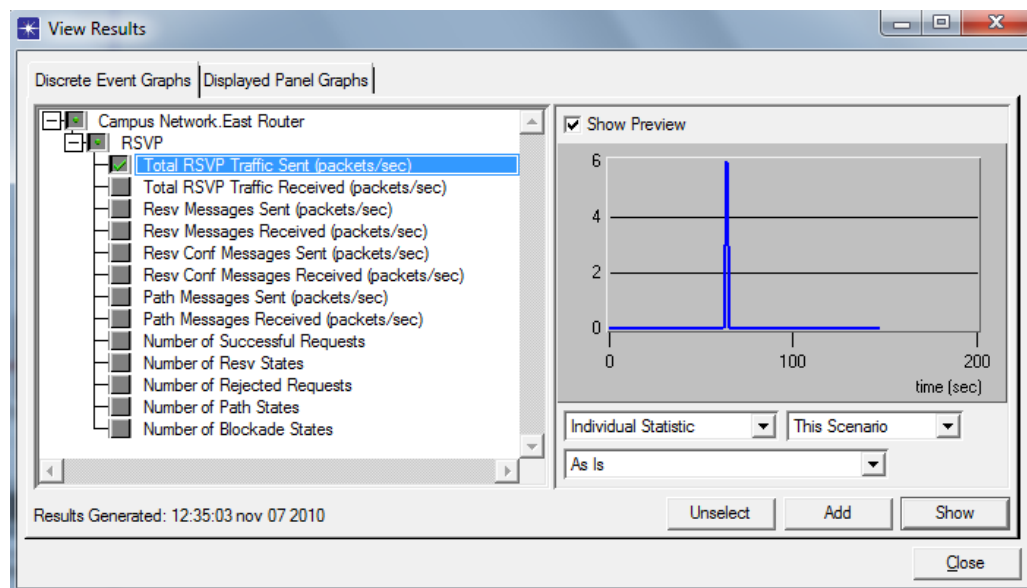 View Results
Discrete Event Graphs
Displayed Panel Graphs
Campus Network.East Router
RSVP
Total RSVP Traffic Sent (packets/sec)
Total RSVP Traffic Received (packets/sec)
Resv Messages Sent (packets/sec)
Resv Messages Received (packets/sec)
Resv Conf Messages Sent (packets/sec)
Resv Conf Messages Received (packets/sec)
Path Messages Sent (packets/sec)
Path Messages Received (packets/sec)
Number of Successful Requests
Number of Resv States
Number of Rejected Requests
Number of Path States
Number of Blockade States
Show Preview
6
4
2
0
0 100 200
time (sec)
Individual Statistic
This Scenario
As Is
Results Generated: 12:35:03 nov 07 2010
Unselect
Add
Show
Close